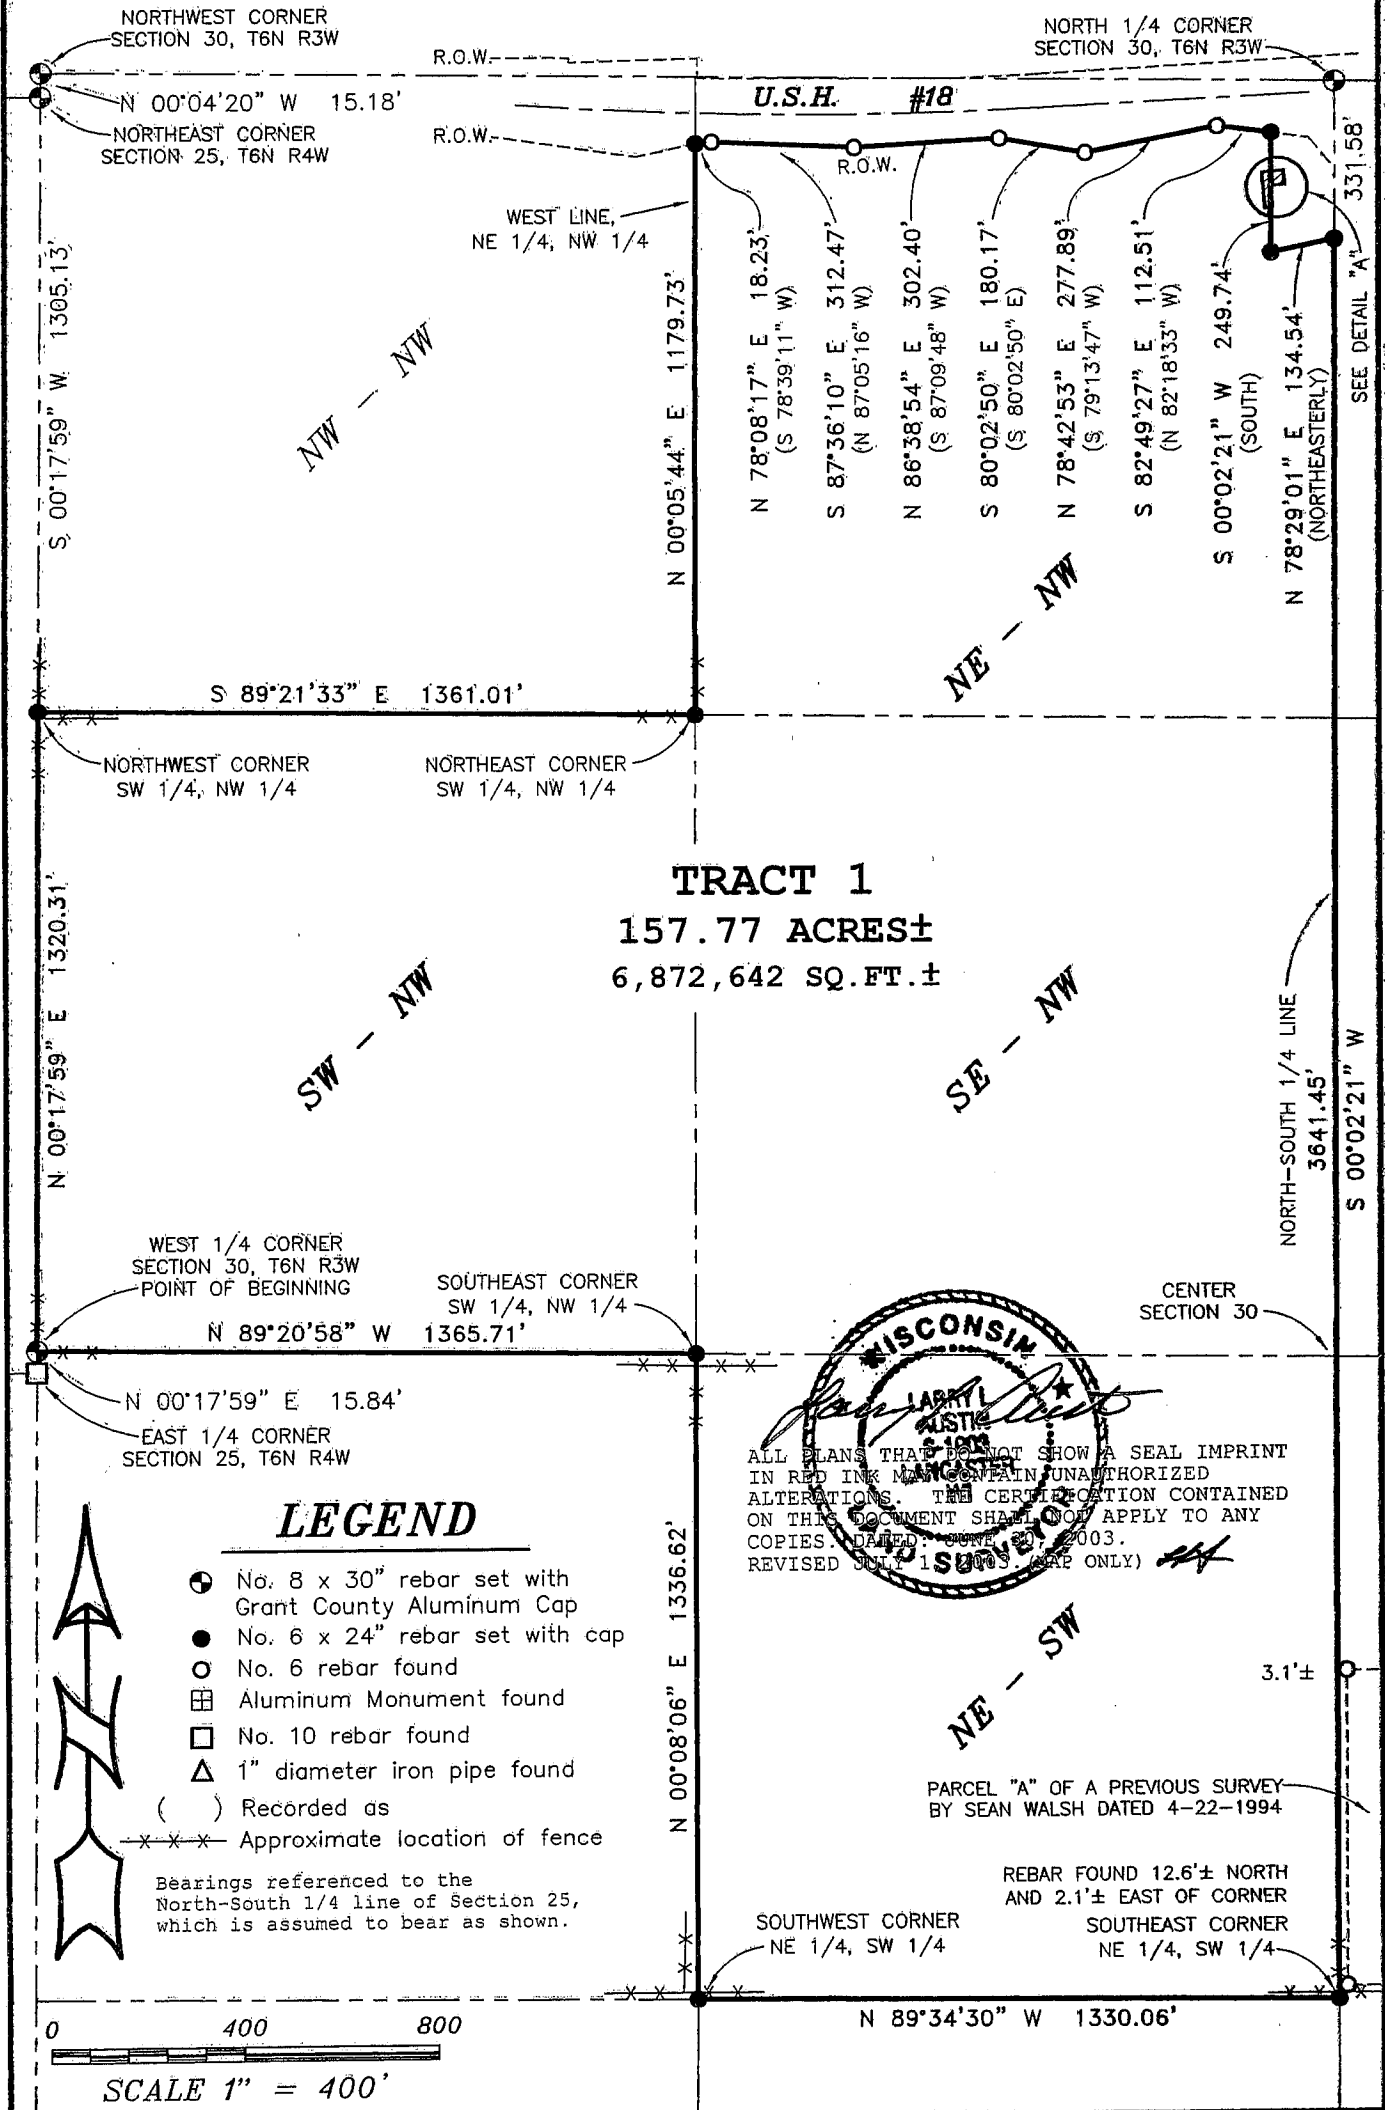 NORTHWEST CORNER
SECTION 30, T6N R3W
NORTH 1/4 CORNER
SECTION 30, T6N R3W
R.O.W.
N 00°04'20" W 15.18'
U.S.H. #18
NORTHEAST CORNER
SECTION 25, T6N R4W
R.O.W.
R.O.W.
331.58'
WEST LINE,
NE 1/4, NW 1/4
SEE DETAIL "A"
S 00°17'59" W 1305.13'
NW - NW
N 00°05'44" E 1179.73'
N 78°08'17" E 18.23'
(S 78°39'11" W)
S 87°36'10" E 312.47'
(N 87°05'16" W)
N 86°38'54" E 302.40'
(S 87°09'48" W)
S 80°02'50" E 180.17'
(S 80°02'50" E)
N 78°42'53" E 277.89'
(S 79°13'47" W)
S 82°49'27" E 112.51'
(N 82°18'33" W)
S 00°02'21" W 249.74'
(SOUTH)
N 78°29'01" E 134.54'
(NORTHEASTERLY)
NE - NW
S 89°21'33" E 1361.01'
NORTHWEST CORNER
SW 1/4, NW 1/4
NORTHEAST CORNER
SW 1/4, NW 1/4
TRACT 1
157.77 ACRES±
6,872,642 SQ.FT.±
N 00°17'59" E 1320.31'
SW - NW
SE - NW
NORTH-SOUTH 1/4 LINE
3641.45'
S 00°02'21" W
WEST 1/4 CORNER
SECTION 30, T6N R3W
POINT OF BEGINNING
SOUTHEAST CORNER
SW 1/4, NW 1/4
CENTER
SECTION 30
N 89°20'58" W 1365.71'
N 00°17'59" E 15.84'
EAST 1/4 CORNER
SECTION 25, T6N R4W
WISCONSIN
LARRY L.
AUSTIN
S-1003
LANCASTER
WI
LAND SURVEYOR
ALL PLANS THAT DO NOT SHOW A SEAL IMPRINT
IN RED INK MAY CONTAIN UNAUTHORIZED
ALTERATIONS. THE CERTIFICATION CONTAINED
ON THIS DOCUMENT SHALL NOT APPLY TO ANY
COPIES. DATED: JUNE 30, 2003.
REVISED JULY 1, 2003. (MAP ONLY)
N 00°08'06" E 1336.62'
NE - SW
3.1'±
LEGEND
No. 8 x 30" rebar set with
Grant County Aluminum Cap
No. 6 x 24" rebar set with cap
No. 6 rebar found
Aluminum Monument found
No. 10 rebar found
1" diameter iron pipe found
( ) Recorded as
x x x Approximate location of fence
Bearings referenced to the
North-South 1/4 line of Section 25,
which is assumed to bear as shown.
N
PARCEL "A" OF A PREVIOUS SURVEY
BY SEAN WALSH DATED 4-22-1994
REBAR FOUND 12.6'± NORTH
AND 2.1'± EAST OF CORNER
SOUTHWEST CORNER
NE 1/4, SW 1/4
SOUTHEAST CORNER
NE 1/4, SW 1/4
N 89°34'30" W 1330.06'
0 400 800
SCALE 1" = 400'